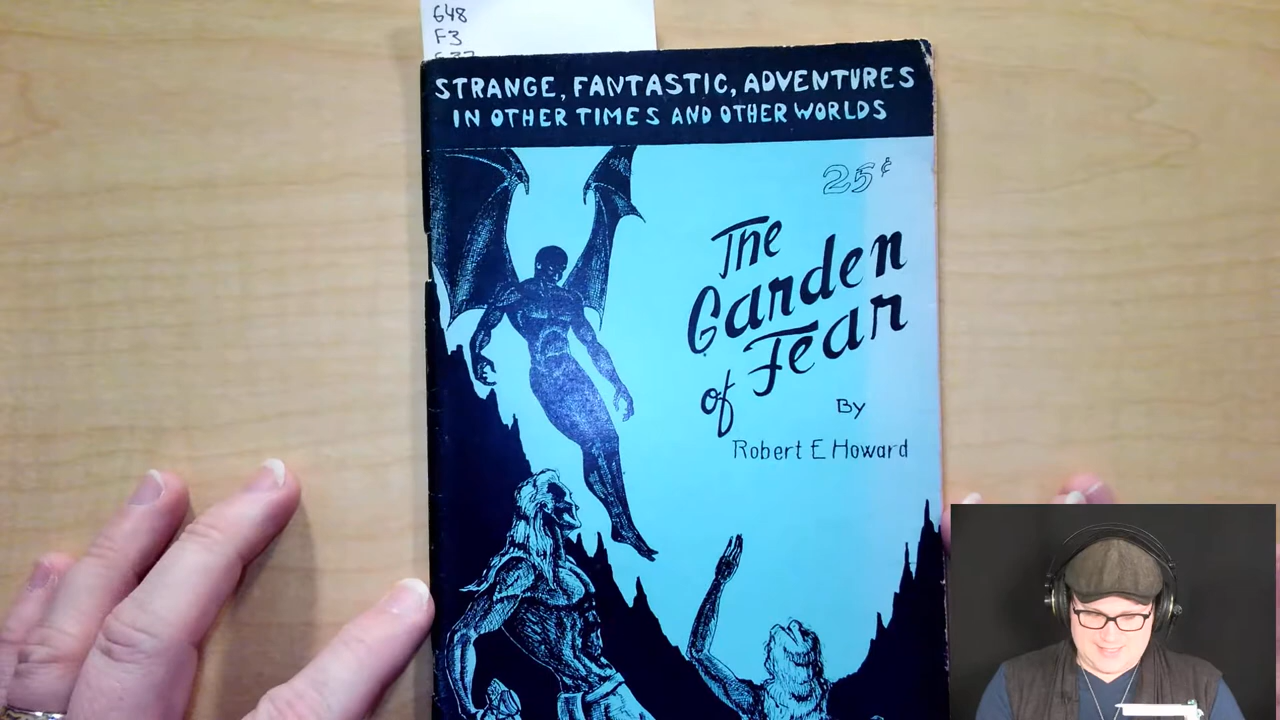 648
F3
STRANGE, FANTASTIC, ADVENTURES
IN OTHER TIMES AND OTHER WORLDS
25¢
The
Garden
of Fear
By
Robert E Howard